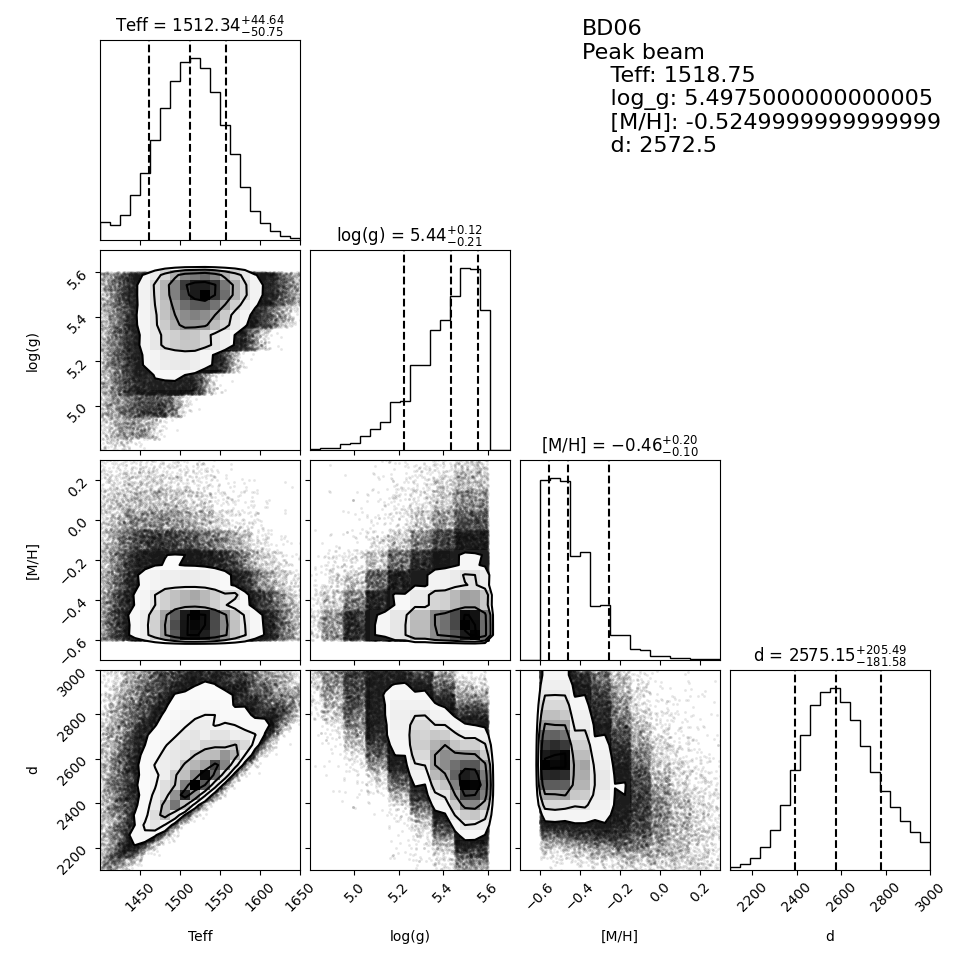 BD06
Peak beam
Teff: 1518.75
log_g: 5.4975000000000005
[M/H]: -0.5249999999999999
d: 2572.5
Teff = 1512.34 +44.64 −50.75
log(g) = 5.44 +0.12 −0.21
[M/H] = −0.46 +0.20 −0.10
d = 2575.15 +205.49 −181.58
log(g)
5.6
5.4
5.2
5.0
[M/H]
0.2
0.0
−0.2
−0.4
−0.6
d
3000
2800
2600
2400
2200
1450 1500 1550 1600 1650
Teff
5.0 5.2 5.4 5.6
log(g)
−0.6 −0.4 −0.2 0.0 0.2
[M/H]
2200 2400 2600 2800 3000
d